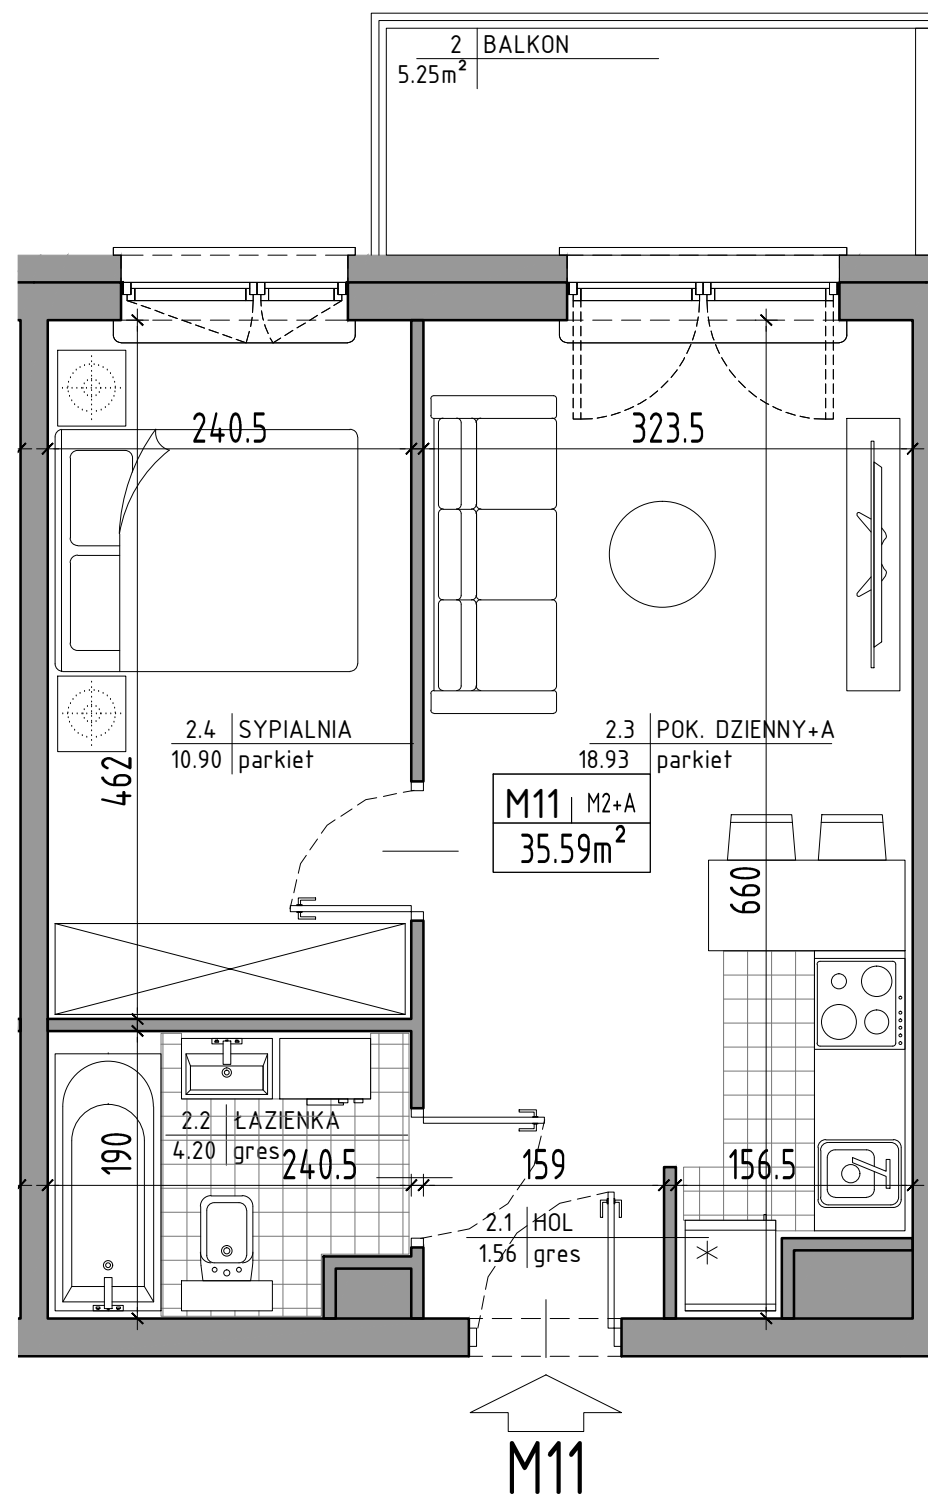 2 BALKON
5.25m²
240.5
323.5
2.4 SYPIALNIA
10.90 parkiet
2.3 POK. DZIENNY+A
18.93 parkiet
462
M11 M2+A
35.59m²
660
2.2 ŁAZIENKA
4.20 gres
190
240.5
159
156.5
2.1 HOL
1.56 gres
M11